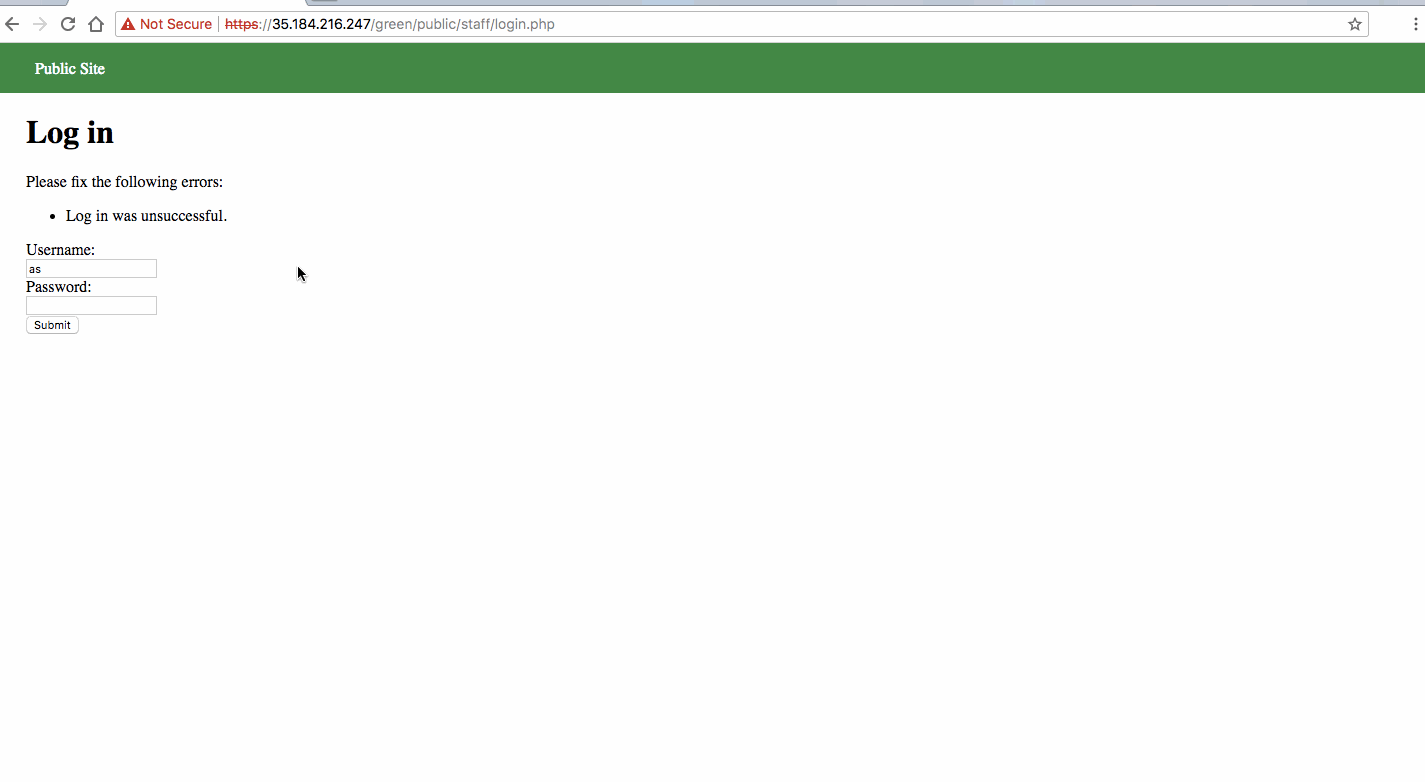 Not Secure | https://35.184.216.247/green/public/staff/login.php
Public Site
Log in
Please fix the following errors:
• Log in was unsuccessful.
Username:
as
Password:
Submit